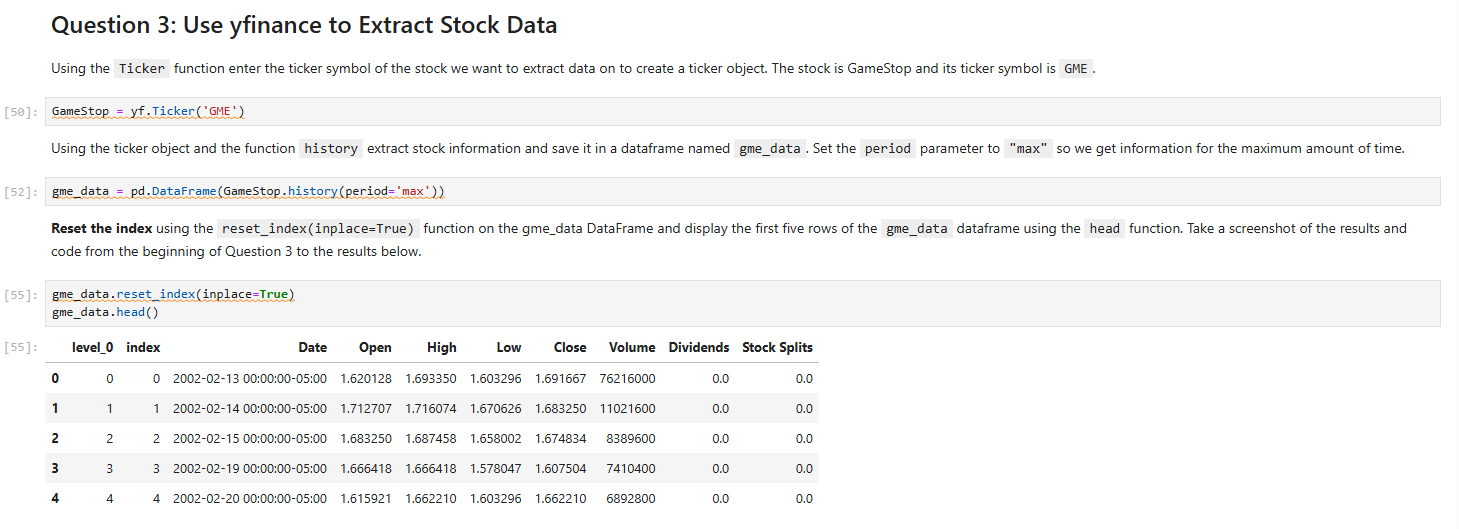 Question 3: Use yfinance to Extract Stock Data
Using the Ticker function enter the ticker symbol of the stock we want to extract data on to create a ticker object. The stock is GameStop and its ticker symbol is GME .
[50]: GameStop = yf.Ticker('GME')
Using the ticker object and the function history extract stock information and save it in a dataframe named gme_data . Set the period parameter to "max" so we get information for the maximum amount of time.
[52]: gme_data = pd.DataFrame(GameStop.history(period='max'))
Reset the index using the reset_index(inplace=True) function on the gme_data DataFrame and display the first five rows of the gme_data dataframe using the head function. Take a screenshot of the results and
code from the beginning of Question 3 to the results below.
[55]: gme_data.reset_index(inplace=True)
gme_data.head()
[55]: level_0 index Date Open High Low Close Volume Dividends Stock Splits
0 0 0 2002-02-13 00:00:00-05:00 1.620128 1.693350 1.603296 1.691667 76216000 0.0 0.0
1 1 1 2002-02-14 00:00:00-05:00 1.712707 1.716074 1.670626 1.683250 11021600 0.0 0.0
2 2 2 2002-02-15 00:00:00-05:00 1.683250 1.687458 1.658002 1.674834 8389600 0.0 0.0
3 3 3 2002-02-19 00:00:00-05:00 1.666418 1.666418 1.578047 1.607504 7410400 0.0 0.0
4 4 4 2002-02-20 00:00:00-05:00 1.615921 1.662210 1.603296 1.662210 6892800 0.0 0.0